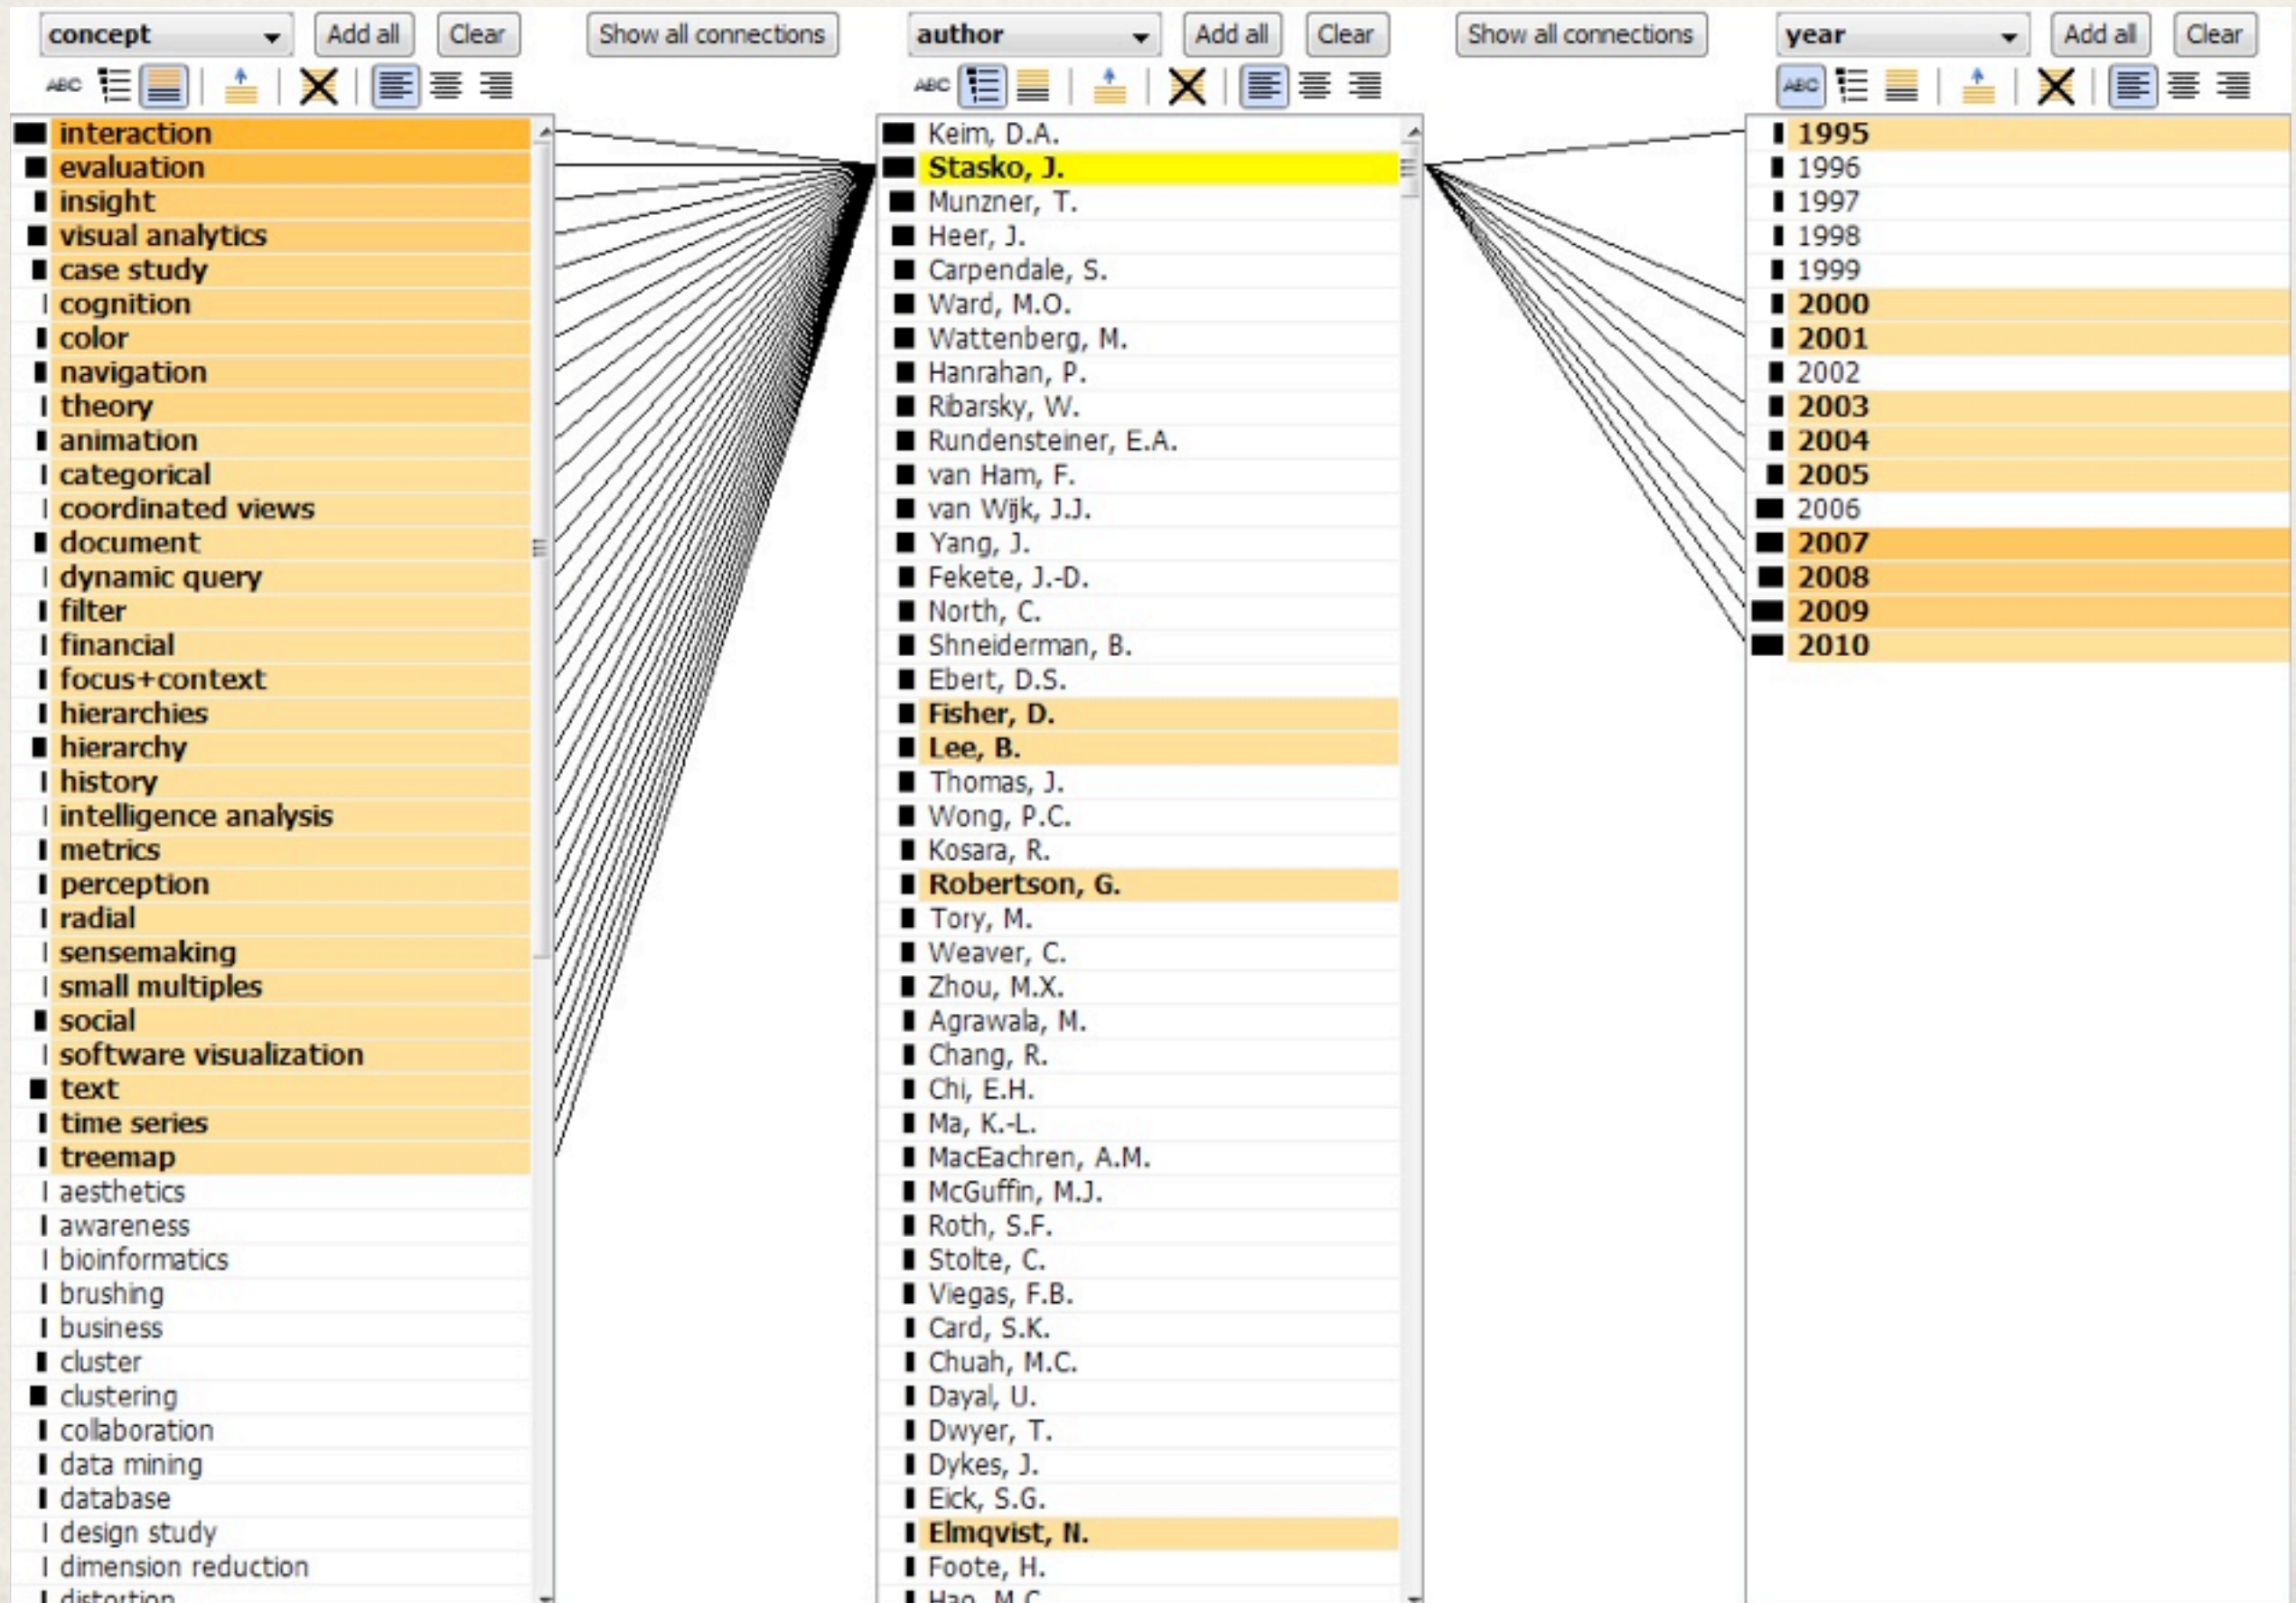 concept Add all Clear Show all connections author Add all Clear Show all connections year Add all Clear
ABC ABC ABC
interaction
evaluation
insight
visual analytics
case study
cognition
color
navigation
theory
animation
categorical
coordinated views
document
dynamic query
filter
financial
focus+context
hierarchies
hierarchy
history
intelligence analysis
metrics
perception
radial
sensemaking
small multiples
social
software visualization
text
time series
treemap
aesthetics
awareness
bioinformatics
brushing
business
cluster
clustering
collaboration
data mining
database
design study
dimension reduction
distortion
Keim, D.A.
Stasko, J.
Munzner, T.
Heer, J.
Carpendale, S.
Ward, M.O.
Wattenberg, M.
Hanrahan, P.
Ribarsky, W.
Rundensteiner, E.A.
van Ham, F.
van Wijk, J.J.
Yang, J.
Fekete, J.-D.
North, C.
Shneiderman, B.
Ebert, D.S.
Fisher, D.
Lee, B.
Thomas, J.
Wong, P.C.
Kosara, R.
Robertson, G.
Tory, M.
Weaver, C.
Zhou, M.X.
Agrawala, M.
Chang, R.
Chi, E.H.
Ma, K.-L.
MacEachren, A.M.
McGuffin, M.J.
Roth, S.F.
Stolte, C.
Viegas, F.B.
Card, S.K.
Chuah, M.C.
Dayal, U.
Dwyer, T.
Dykes, J.
Eick, S.G.
Elmqvist, N.
Foote, H.
Hao, M.C.
1995
1996
1997
1998
1999
2000
2001
2002
2003
2004
2005
2006
2007
2008
2009
2010